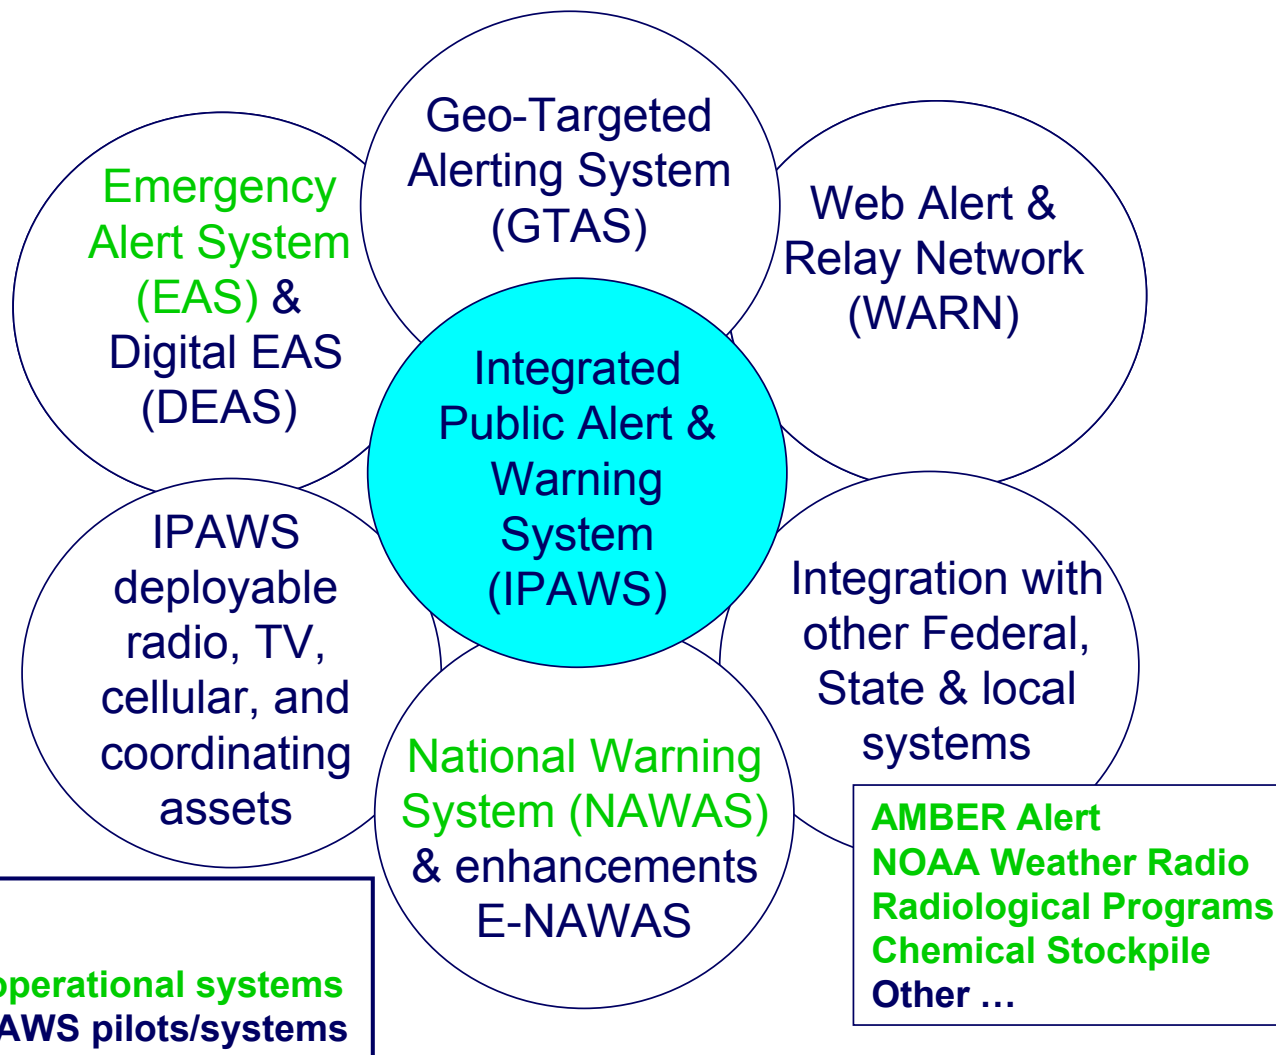 Geo-Targeted
Alerting System
(GTAS)
Emergency
Alert System
(EAS) &
Digital EAS
(DEAS)
Web Alert &
Relay Network
(WARN)
Integrated
Public Alert &
Warning
System
(IPAWS)
IPAWS
deployable
radio, TV,
cellular, and
coordinating
assets
Integration with
other Federal,
State & local
systems
National Warning
System (NAWAS)
& enhancements
E-NAWAS
AMBER Alert
NOAA Weather Radio
Radiological Programs
Chemical Stockpile
Other …
operational systems
AWS pilots/systems